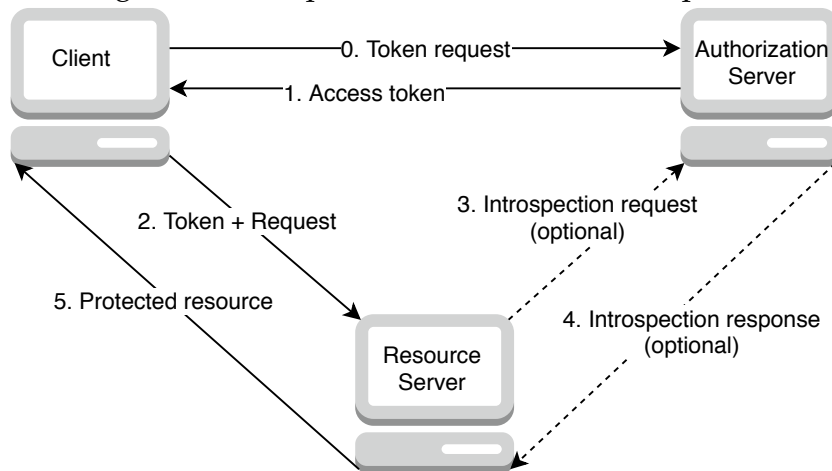 Client
0. Token request
Authorization
Server
1. Access token
2. Token + Request
3. Introspection request
(optional)
5. Protected resource
4. Introspection response
(optional)
Resource
Server